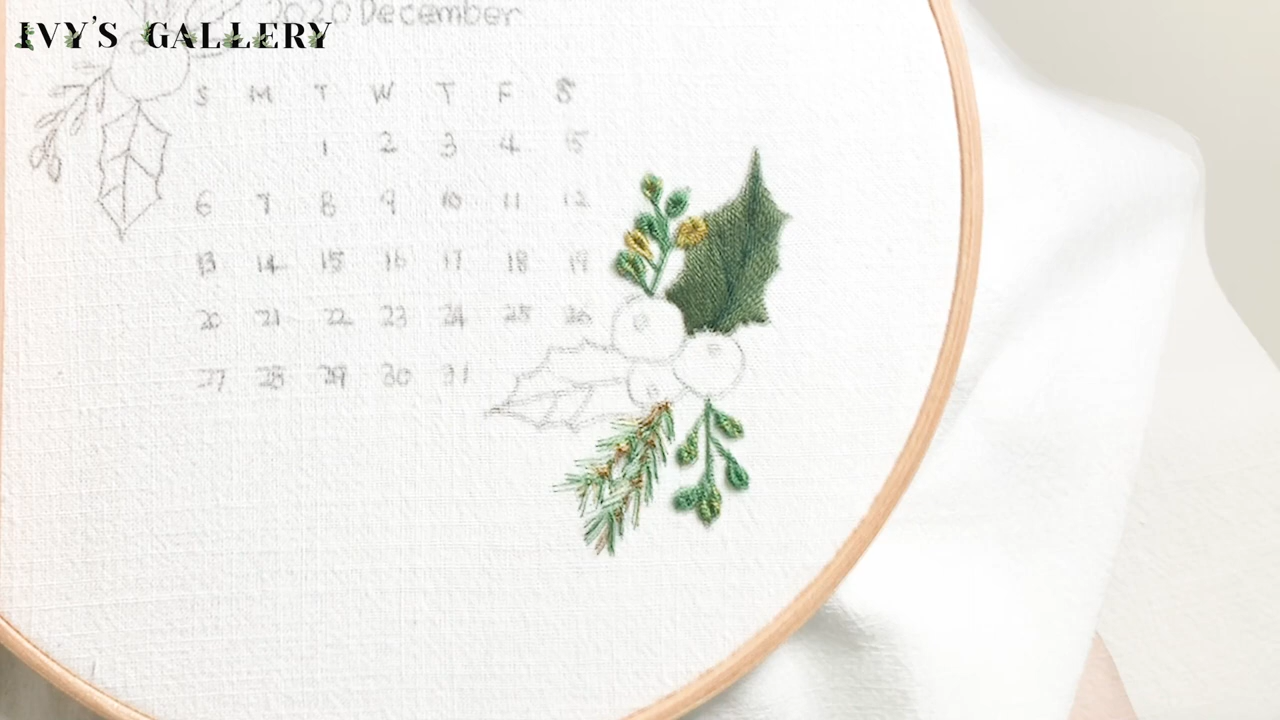 IVY'S GALLERY
2020 December
S M T W T F S
1 2 3 4 5
6 7 8 9 10 11 12
13 14 15 16 17 18 19
20 21 22 23 24 25 26
27 28 29 30 31